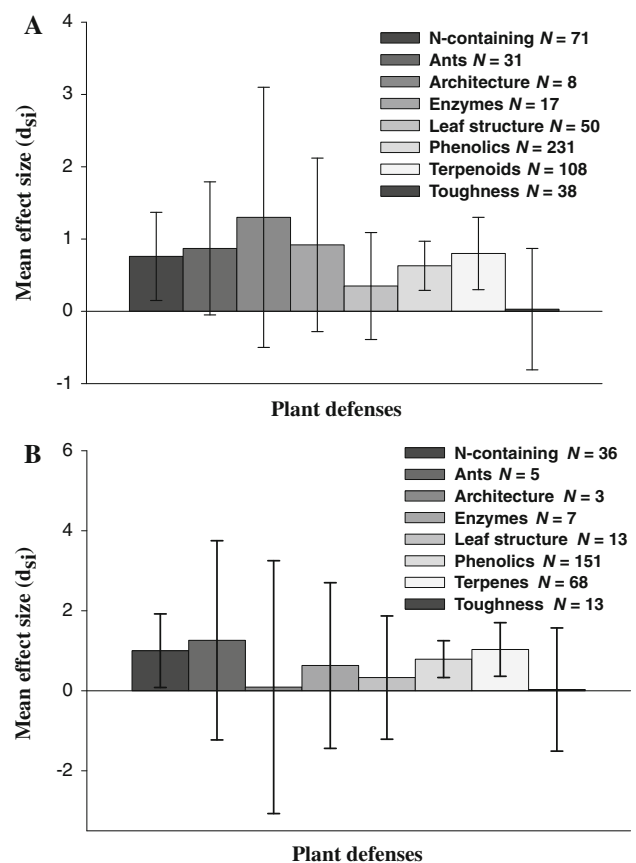 A
4
3
2
1
0
-1
Mean effect size (dsi)
N-containing N = 71
Ants N = 31
Architecture N = 8
Enzymes N = 17
Leaf structure N = 50
Phenolics N = 231
Terpenoids N = 108
Toughness N = 38
Plant defenses
B
6
4
2
0
-2
Mean effect size (dsi)
N-containing N = 36
Ants N = 5
Architecture N = 3
Enzymes N = 7
Leaf structure N = 13
Phenolics N = 151
Terpenes N = 68
Toughness N = 13
Plant defenses